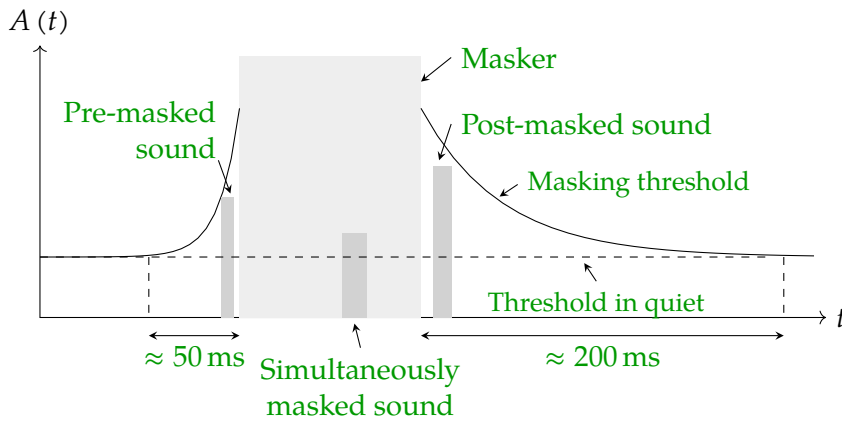 A (t)
Masker
Pre-masked
sound
Post-masked sound
Masking threshold
Threshold in quiet
t
≈ 50 ms
≈ 200 ms
Simultaneously
masked sound